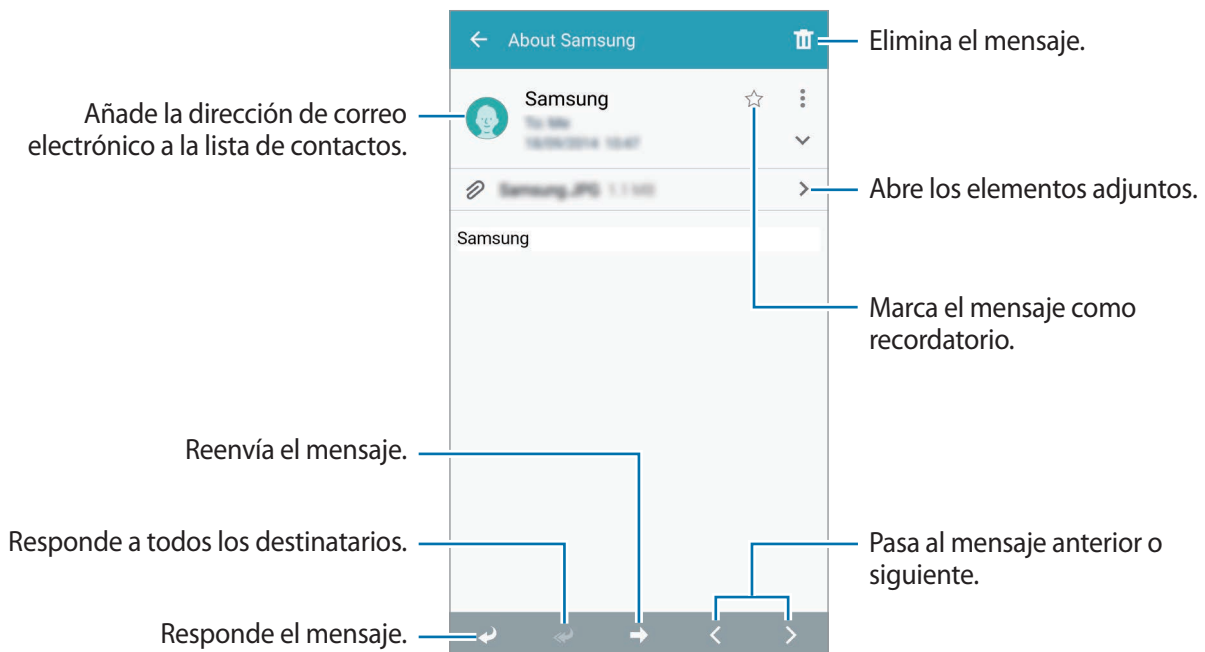 About Samsung
Elimina el mensaje.
Samsung
Añade la dirección de correo
electrónico a la lista de contactos.
Abre los elementos adjuntos.
Samsung
Marca el mensaje como
recordatorio.
Reenvía el mensaje.
Responde a todos los destinatarios.
Pasa al mensaje anterior o
siguiente.
Responde el mensaje.